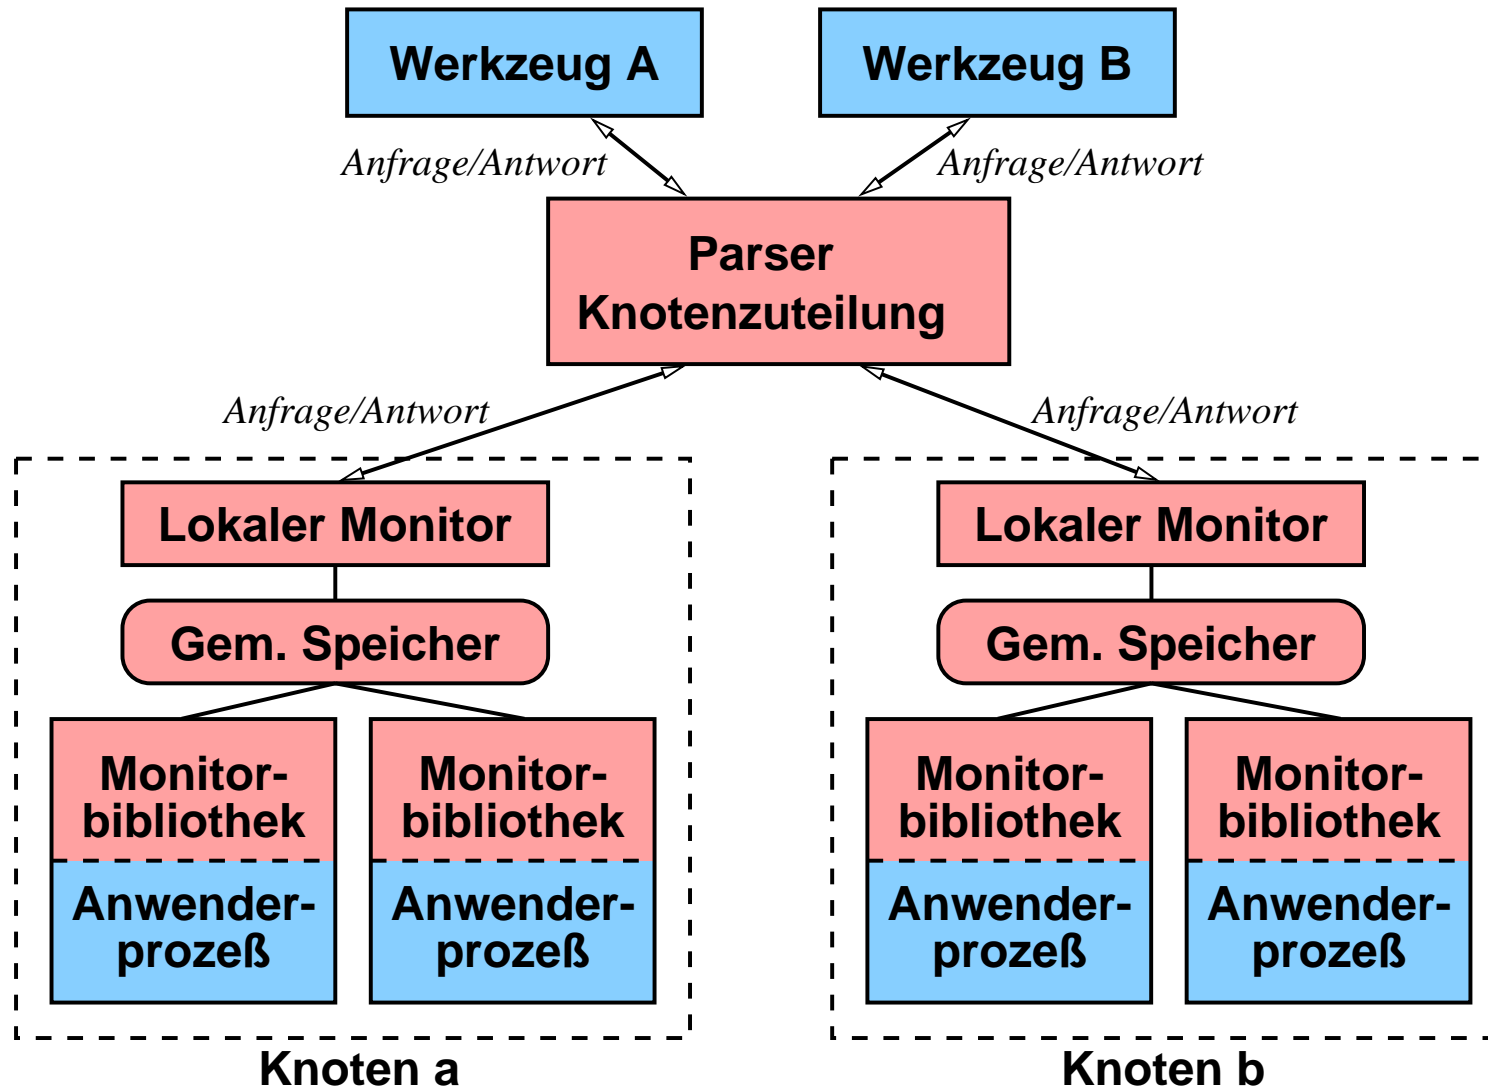 Werkzeug A
Werkzeug B
Anfrage/Antwort
Anfrage/Antwort
Parser
Knotenzuteilung
Anfrage/Antwort
Anfrage/Antwort
Lokaler Monitor
Gem. Speicher
Monitor-
bibliothek
Anwender-
prozeß
Monitor-
bibliothek
Anwender-
prozeß
Knoten a
Lokaler Monitor
Gem. Speicher
Monitor-
bibliothek
Anwender-
prozeß
Monitor-
bibliothek
Anwender-
prozeß
Knoten b